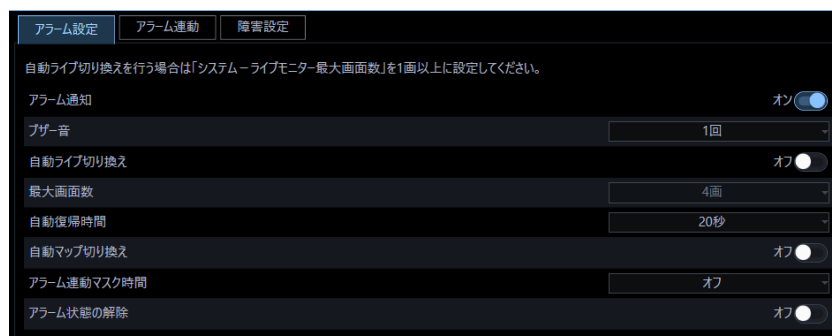 アラーム設定 アラーム連動 障害設定
自動ライブ切り換えを行う場合は「システム－ライブモニター最大画面数」を1画以上に設定してください。
アラーム通知 オン
ブザー音 1回
自動ライブ切り換え オフ
最大画面数 4画
自動復帰時間 20秒
自動マップ切り換え オフ
アラーム連動マスク時間 オフ
アラーム状態の解除 オフ